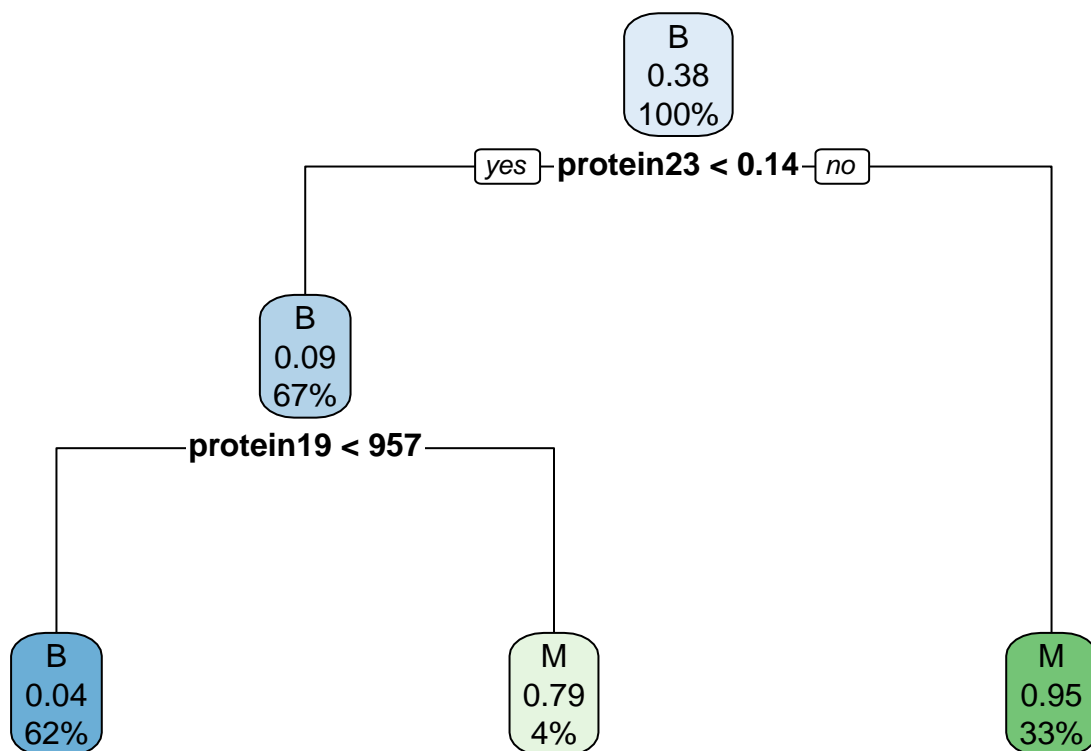 B
0.38
100%
yes protein23 < 0.14 no
B
0.09
67%
protein19 < 957
B
0.04
62%
M
0.79
4%
M
0.95
33%